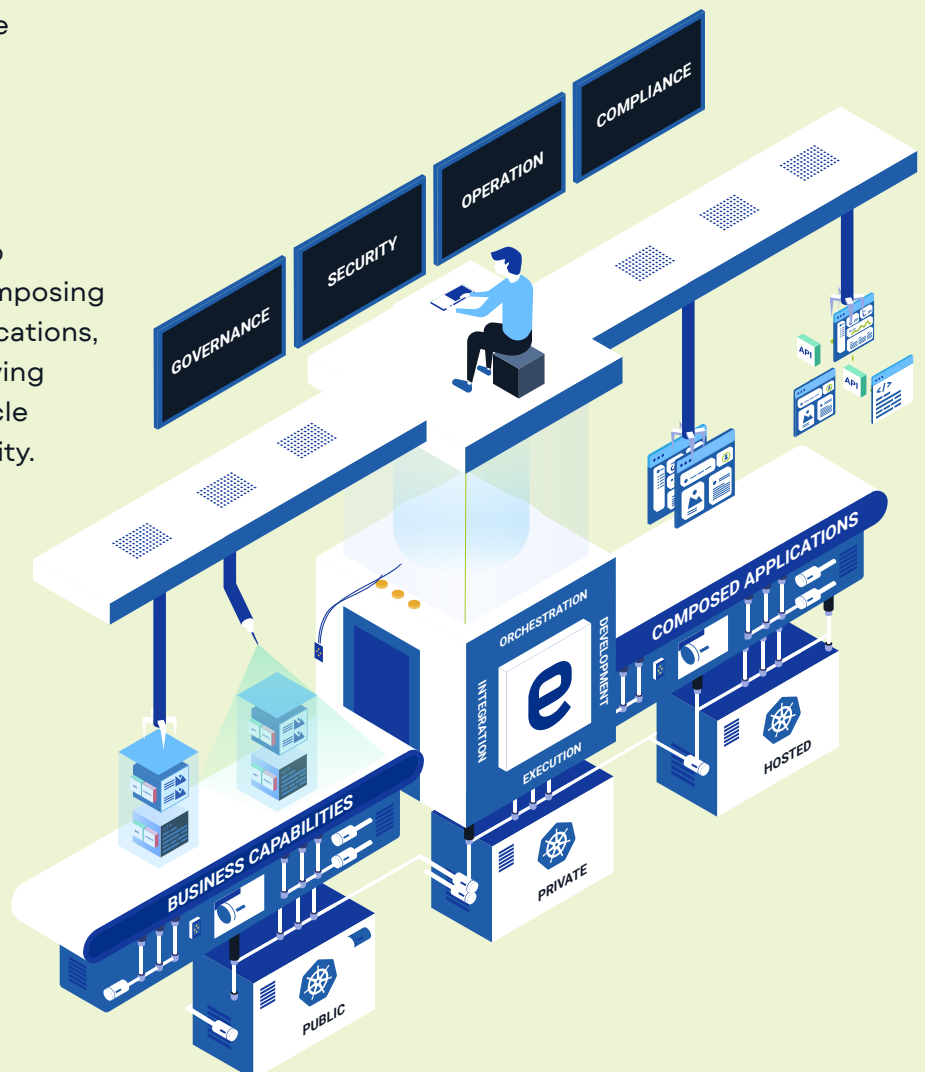 e
mposing
cations,
ving
cle
ity.
COMPLIANCE
OPERATION
SECURITY
GOVERNANCE
API
API
</>
COMPOSED APPLICATIONS
ORCHESTRATION
DEVELOPMENT
INTEGRATION
e
EXECUTION
HOSTED
BUSINESS CAPABILITIES
PRIVATE
PUBLIC